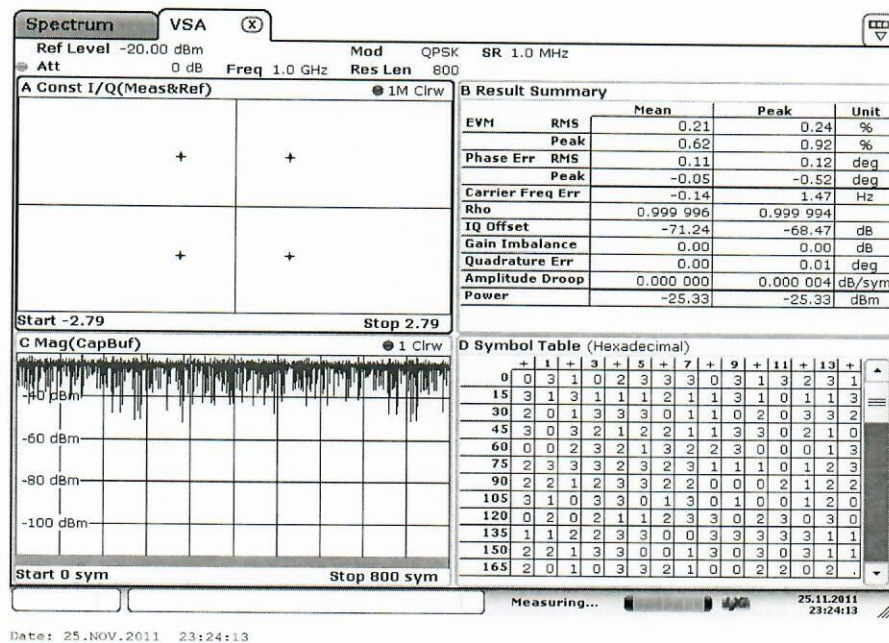 Spectrum VSA X
Ref Level -20.00 dBm Mod QPSK SR 1.0 MHz
Att 0 dB Freq 1.0 GHz Res Len 800
A Const I/Q(Meas&Ref) 1M Clrw
Start -2.79 Stop 2.79
B Result Summary
Mean Peak Unit
EVM RMS 0.21 0.24 %
Peak 0.62 0.92 %
Phase Err RMS 0.11 0.12 deg
Peak -0.05 -0.52 deg
Carrier Freq Err -0.14 1.47 Hz
Rho 0.999 996 0.999 994
IQ Offset -71.24 -68.47 dB
Gain Imbalance 0.00 0.00 dB
Quadrature Err 0.00 0.01 deg
Amplitude Droop 0.000 000 0.000 004 dB/sym
Power -25.33 -25.33 dBm
C Mag(CapBuf) 1 Clrw
-40 dBm
-60 dBm
-80 dBm
-100 dBm
Start 0 sym Stop 800 sym
D Symbol Table (Hexadecimal)
+ 1 + 3 + 5 + 7 + 9 + 11 + 13 +
0 0 3 1 0 2 3 3 3 0 3 1 3 2 3 1
15 3 1 3 1 1 1 2 1 1 3 1 0 1 1 3
30 2 0 1 3 3 3 0 1 1 0 2 0 3 3 2
45 3 0 3 2 1 2 2 1 1 3 3 0 2 1 0
60 0 0 2 3 2 1 3 2 2 3 0 0 0 1 3
75 2 3 3 3 2 3 2 3 1 1 1 0 1 2 3
90 2 2 1 2 3 3 2 2 0 0 0 2 1 2 2
105 3 1 0 3 3 0 1 3 0 1 0 0 1 2 0
120 0 2 0 2 1 1 2 3 3 0 2 3 0 3 0
135 1 1 2 2 3 3 0 0 3 3 3 3 3 1 1
150 2 2 1 3 3 0 0 1 3 0 3 0 3 1 1
165 2 0 1 0 3 3 2 1 0 0 2 2 0 2 .
Measuring... 25.11.2011
23:24:13
Date: 25.NOV.2011 23:24:13